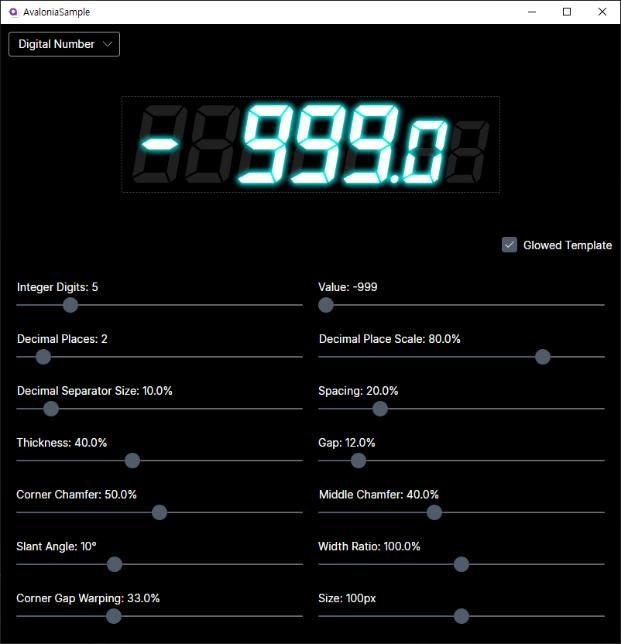 AvaloniaSample
Digital Number
- 999.0
Glowed Template
Integer Digits: 5
Value: -999
Decimal Places: 2
Decimal Place Scale: 80.0%
Decimal Separator Size: 10.0%
Spacing: 20.0%
Thickness: 40.0%
Gap: 12.0%
Corner Chamfer: 50.0%
Middle Chamfer: 40.0%
Slant Angle: 10°
Width Ratio: 100.0%
Corner Gap Warping: 33.0%
Size: 100px